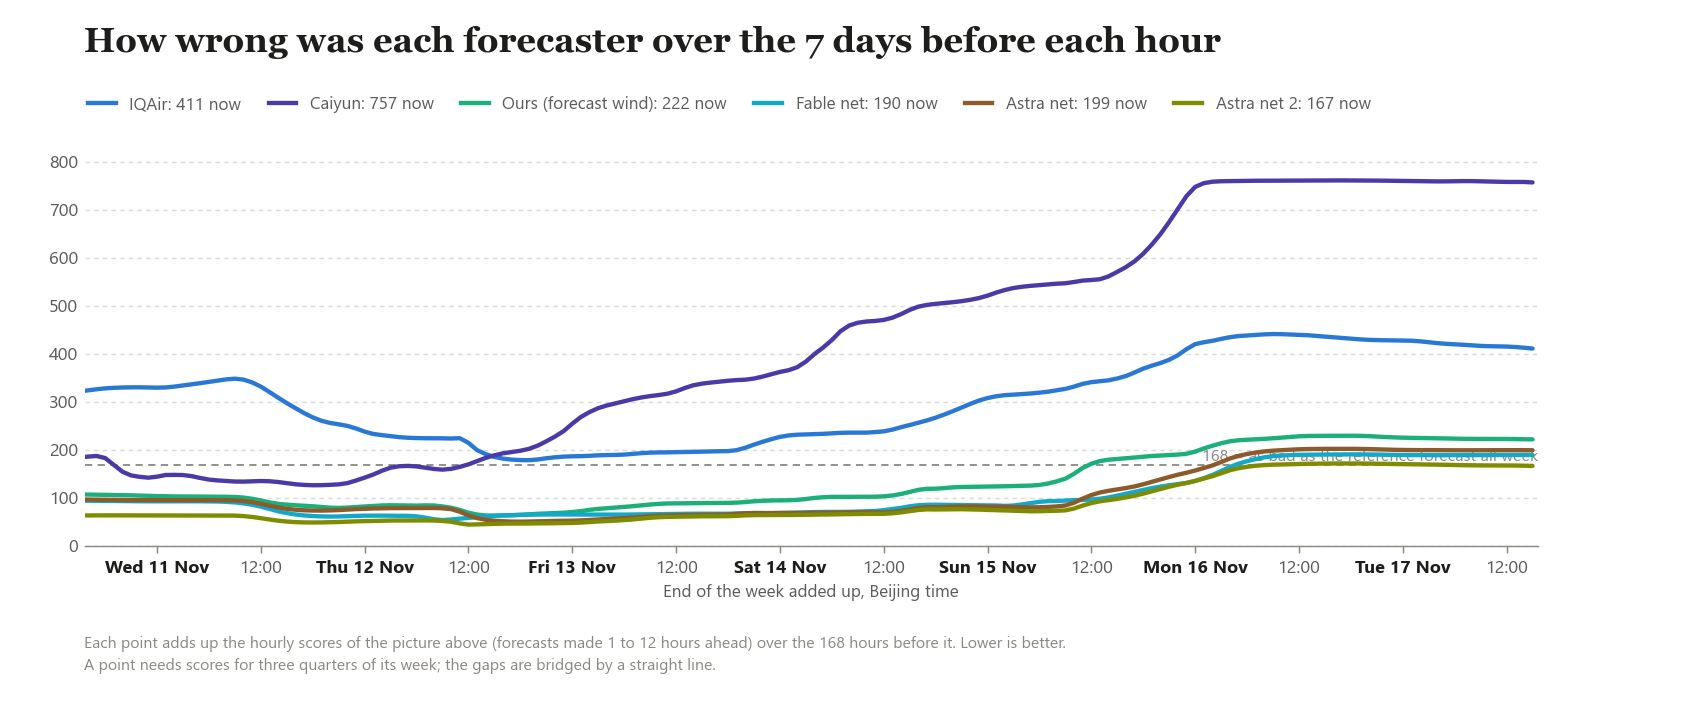 How wrong was each forecaster over the 7 days before each hour
IQAir: 411 now Caiyun: 757 now Ours (forecast wind): 222 now Fable net: 190 now Astra net: 199 now Astra net 2: 167 now
800
700
600
500
400
300
200
168 as bad as the reference forecast all week
100
0
Wed 11 Nov 12:00 Thu 12 Nov 12:00 Fri 13 Nov 12:00 Sat 14 Nov 12:00 Sun 15 Nov 12:00 Mon 16 Nov 12:00 Tue 17 Nov 12:00
End of the week added up, Beijing time
Each point adds up the hourly scores of the picture above (forecasts made 1 to 12 hours ahead) over the 168 hours before it. Lower is better.
A point needs scores for three quarters of its week; the gaps are bridged by a straight line.